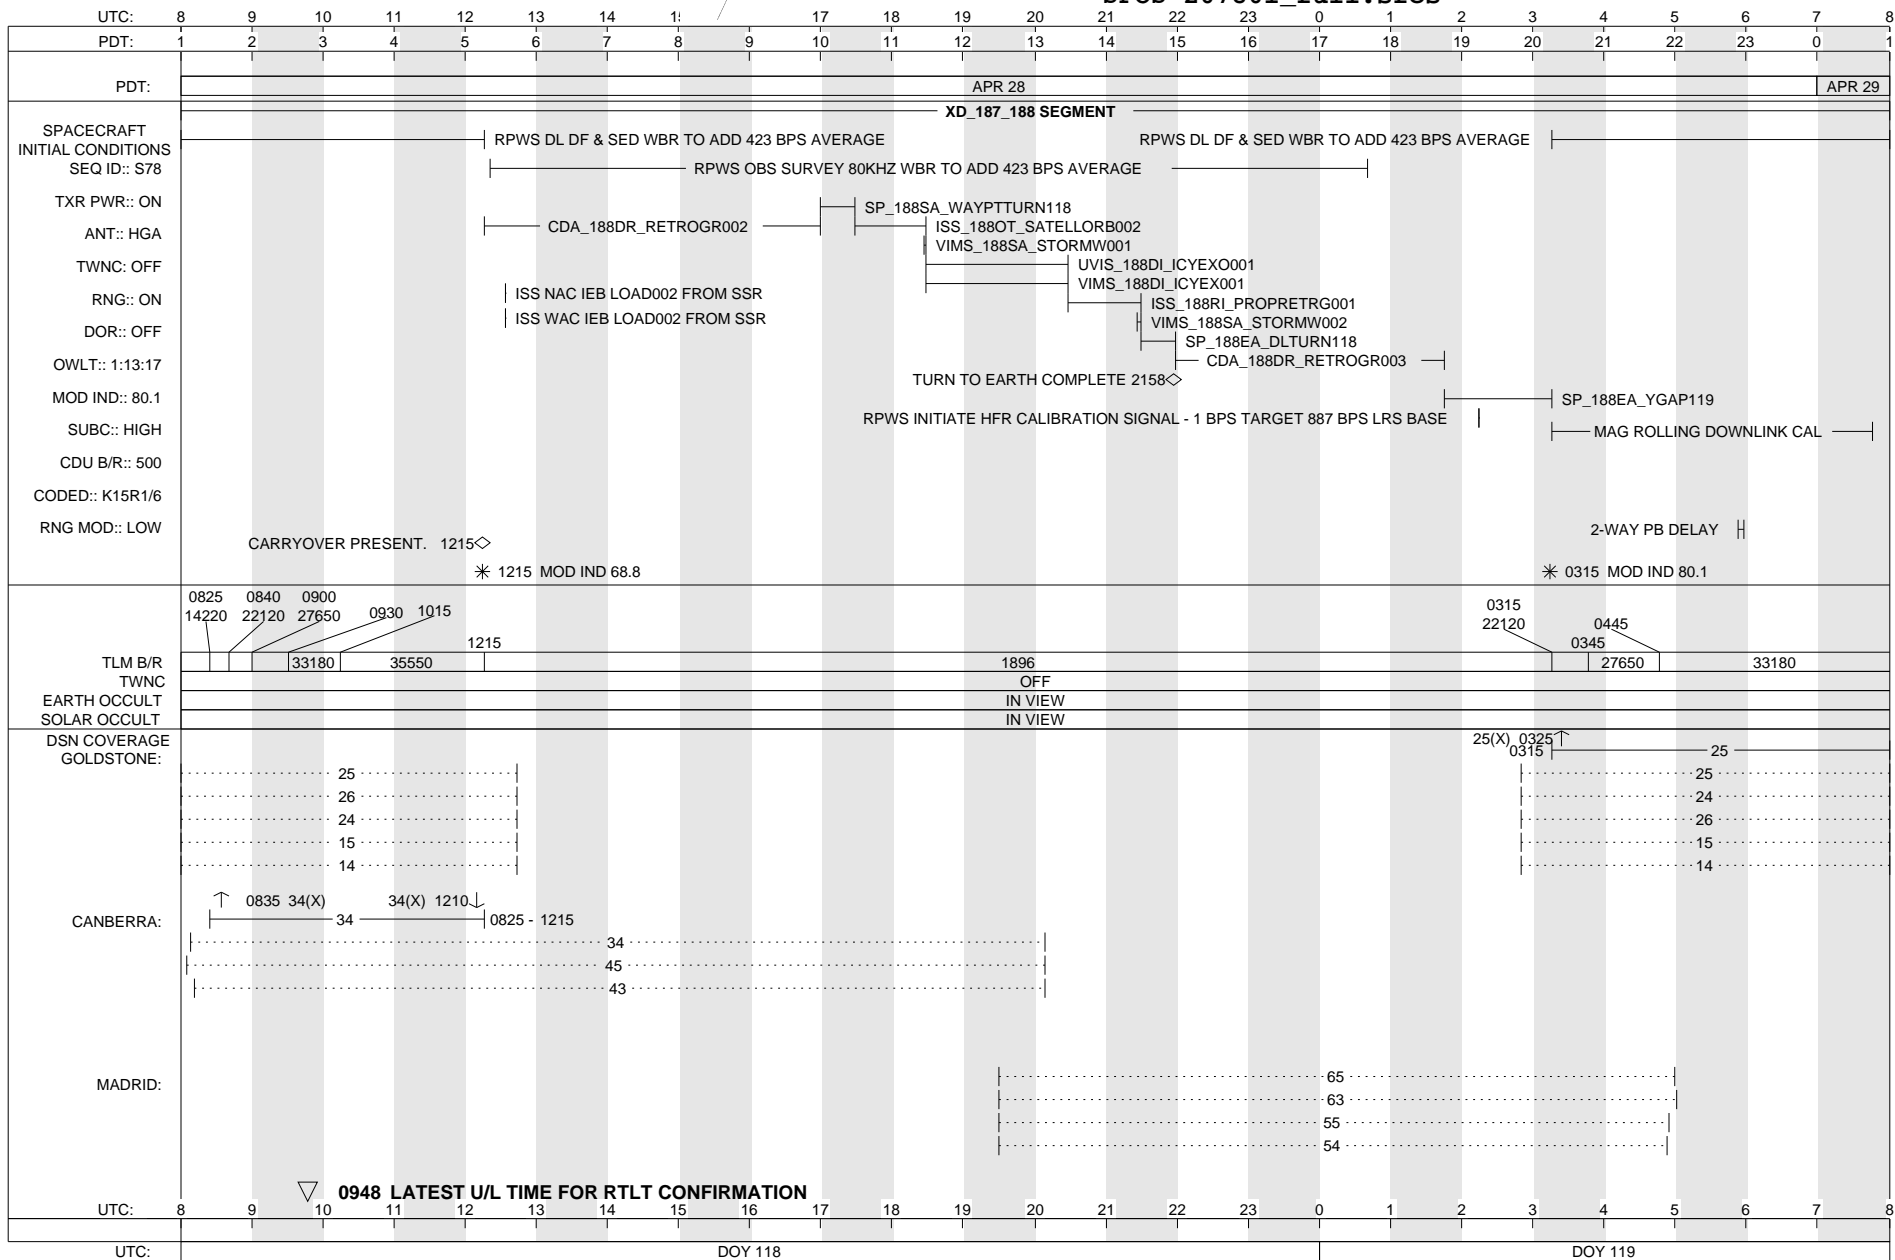 UTC: 8 9 10 11 12 13 14 17 18 19 20 21 22 23 0 1 2 3 4 5 6 7 8
PDT: 1 2 3 4 5 6 7 8 9 10 11 12 13 14 15 16 17 18 19 20 21 22 23 0 1
PDT: APR 28 APR 29
XD_187_188 SEGMENT
SPACECRAFT
INITIAL CONDITIONS
RPWS DL DF & SED WBR TO ADD 423 BPS AVERAGE RPWS DL DF & SED WBR TO ADD 423 BPS AVERAGE
SEQ ID:: S78
RPWS OBS SURVEY 80KHZ WBR TO ADD 423 BPS AVERAGE
TXR PWR:: ON
SP_188SA_WAYPTTURN118
CDA_188DR_RETROGR002 ISS_188OT_SATELLORB002
ANT:: HGA
VIMS_188SA_STORMW001
TWNC: OFF
UVIS_188DI_ICYEXO001
VIMS_188DI_ICYEX001
RNG:: ON
ISS NAC IEB LOAD002 FROM SSR
ISS_188RI_PROPRETRG001
ISS WAC IEB LOAD002 FROM SSR
VIMS_188SA_STORMW002
DOR:: OFF
SP_188EA_DLTURN118
OWLT:: 1:13:17
CDA_188DR_RETROGR003
TURN TO EARTH COMPLETE 2158
MOD IND:: 80.1
SP_188EA_YGAP119
RPWS INITIATE HFR CALIBRATION SIGNAL - 1 BPS TARGET 887 BPS LRS BASE
SUBC:: HIGH
MAG ROLLING DOWNLINK CAL
CDU B/R:: 500
CODED:: K15R1/6
RNG MOD:: LOW
2-WAY PB DELAY
CARRYOVER PRESENT. 1215
1215 MOD IND 68.8 0315 MOD IND 80.1
0825 0840 0900 0930 1015 0315
14220 22120 27650 22120 0445
1215 0345
TLM B/R 33180 35550 1896 27650 33180
TWNC OFF
EARTH OCCULT IN VIEW
SOLAR OCCULT IN VIEW
DSN COVERAGE
25(X) 0325
GOLDSTONE: 0315 25
25 25
26 24
24 26
15 15
14 14
0835 34(X) 34(X) 1210
CANBERRA: 34 0825 - 1215
34
45
43
MADRID: 65
63
55
54
0948 LATEST U/L TIME FOR RTLT CONFIRMATION
UTC: 8 9 10 11 12 13 14 15 16 17 18 19 20 21 22 23 0 1 2 3 4 5 6 7 8
UTC: DOY 118 DOY 119